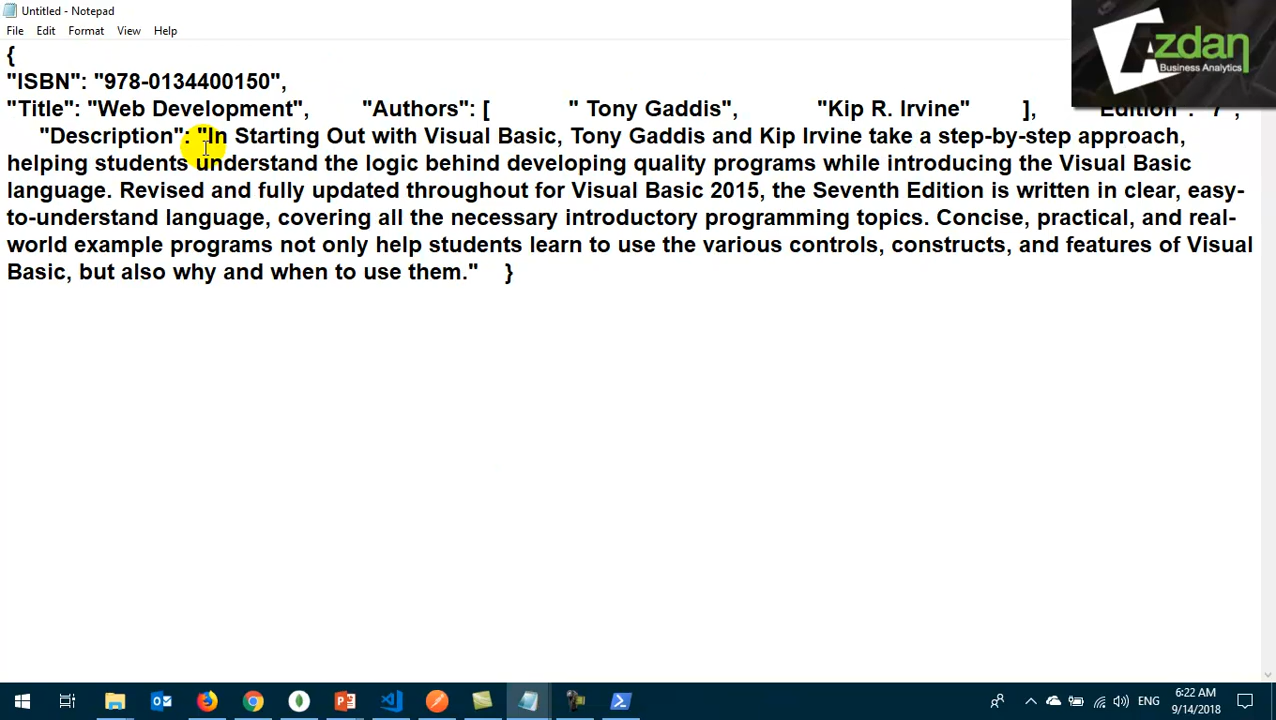 Untitled - Notepad
File Edit Format View Help
{
"ISBN": "978-0134400150",
"Title": "Web Development", "Authors": [ " Tony Gaddis", "Kip R. Irvine" ], "Edition": "7",
"Description": "In Starting Out with Visual Basic, Tony Gaddis and Kip Irvine take a step-by-step approach,
helping students understand the logic behind developing quality programs while introducing the Visual Basic
language. Revised and fully updated throughout for Visual Basic 2015, the Seventh Edition is written in clear, easy-
to-understand language, covering all the necessary introductory programming topics. Concise, practical, and real-
world example programs not only help students learn to use the various controls, constructs, and features of Visual
Basic, but also why and when to use them." }
Azdan
Business Analytics
ENG
6:22 AM
9/14/2018